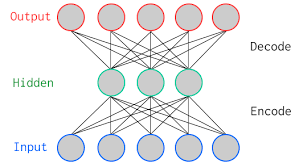 Output
Decode
Hidden
Encode
Input